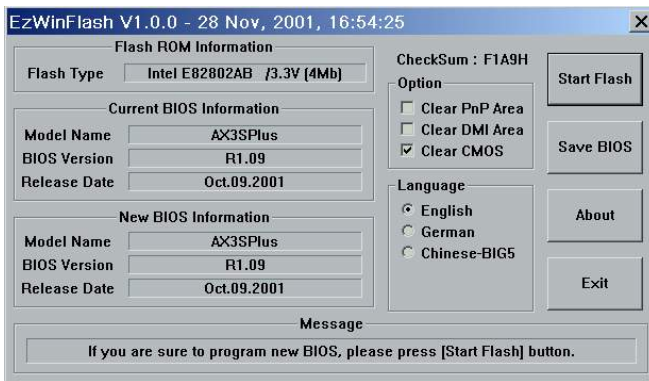 EzWinFlash V1.0.0 - 28 Nov, 2001, 16:54:25
Flash ROM Information
Flash Type Intel E82802AB /3.3V (4Mb)
Current BIOS Information
Model Name AX3SPlus
BIOS Version R1.09
Release Date Oct.09.2001
New BIOS Information
Model Name AX3SPlus
BIOS Version R1.09
Release Date Oct.09.2001
CheckSum : F1A9H
Option
Clear PnP Area
Clear DMI Area
Clear CMOS
Language
English
German
Chinese-BIG5
Start Flash
Save BIOS
About
Exit
Message
If you are sure to program new BIOS, please press [Start Flash] button.